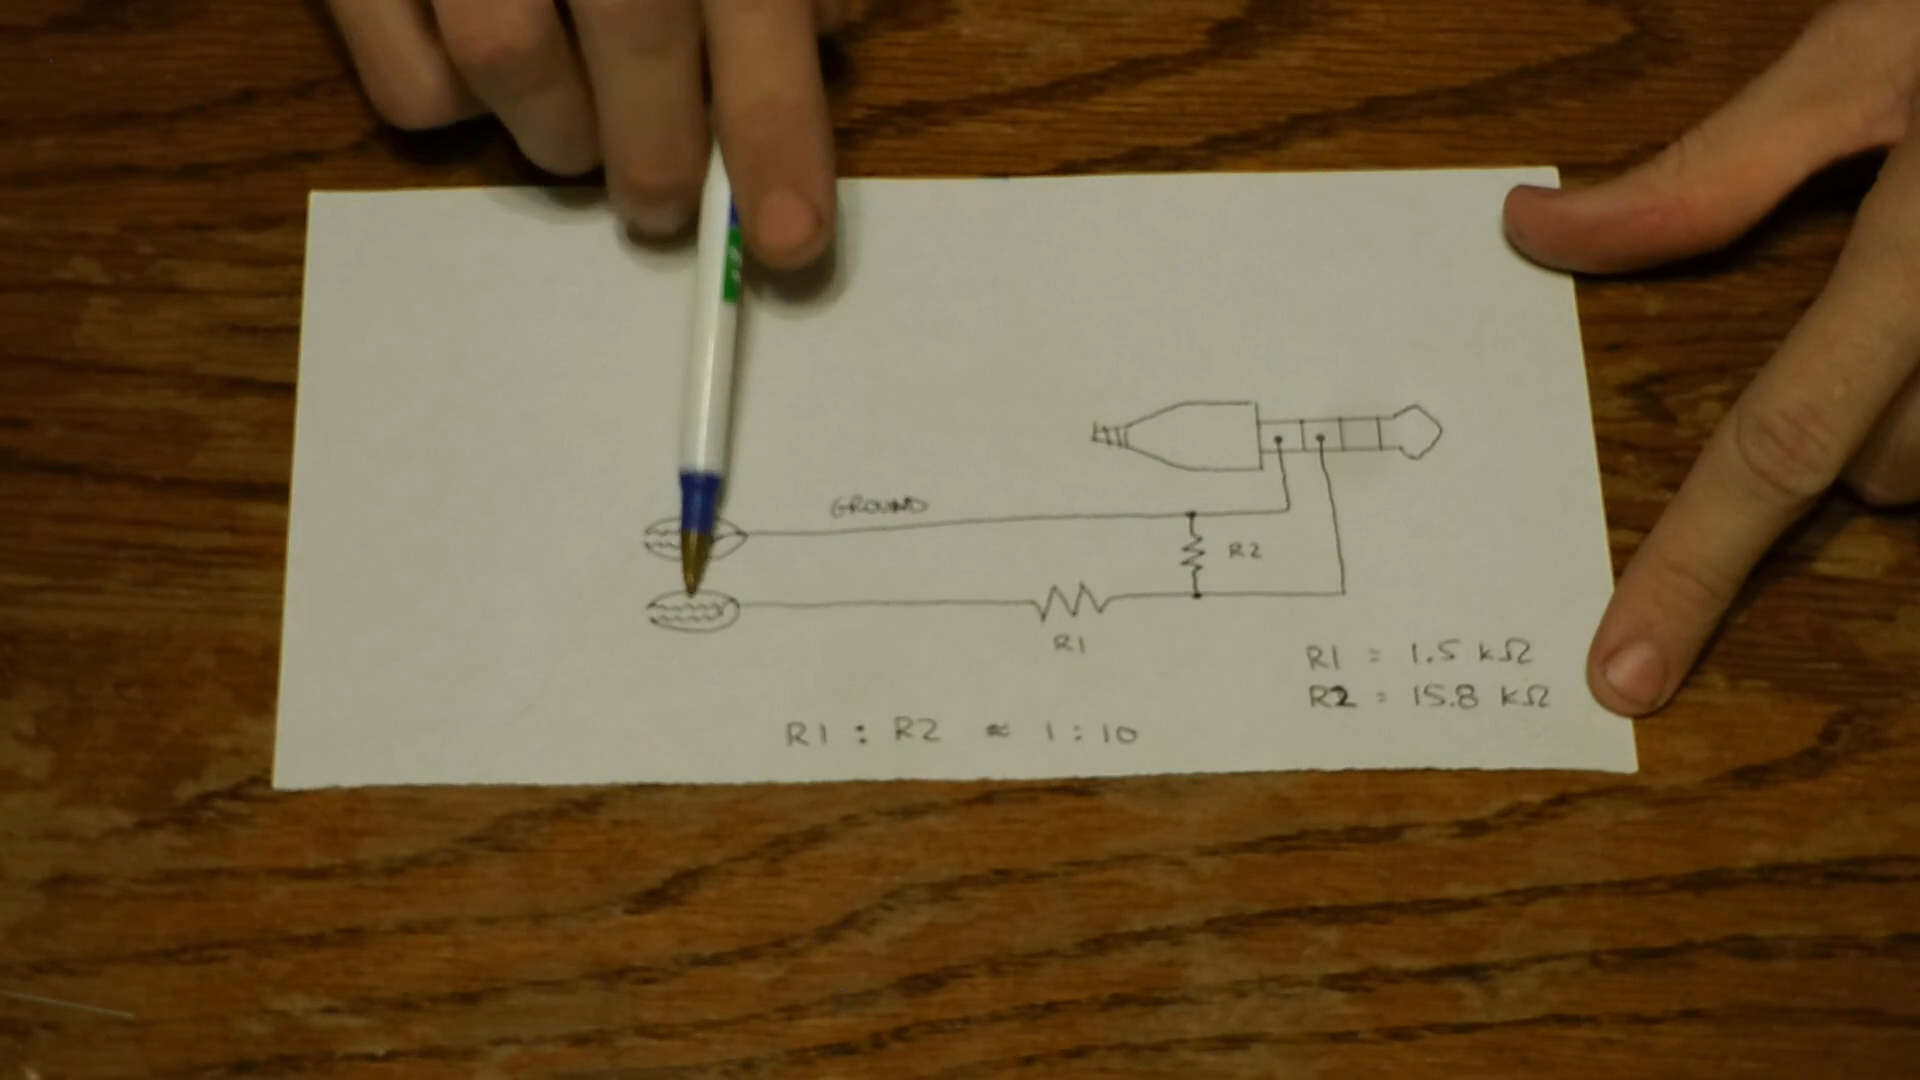 GROUND
R2
R1
R1 = 1.5 kΩ
R2 = 15.8 kΩ
R1 : R2 ≈ 1 : 10